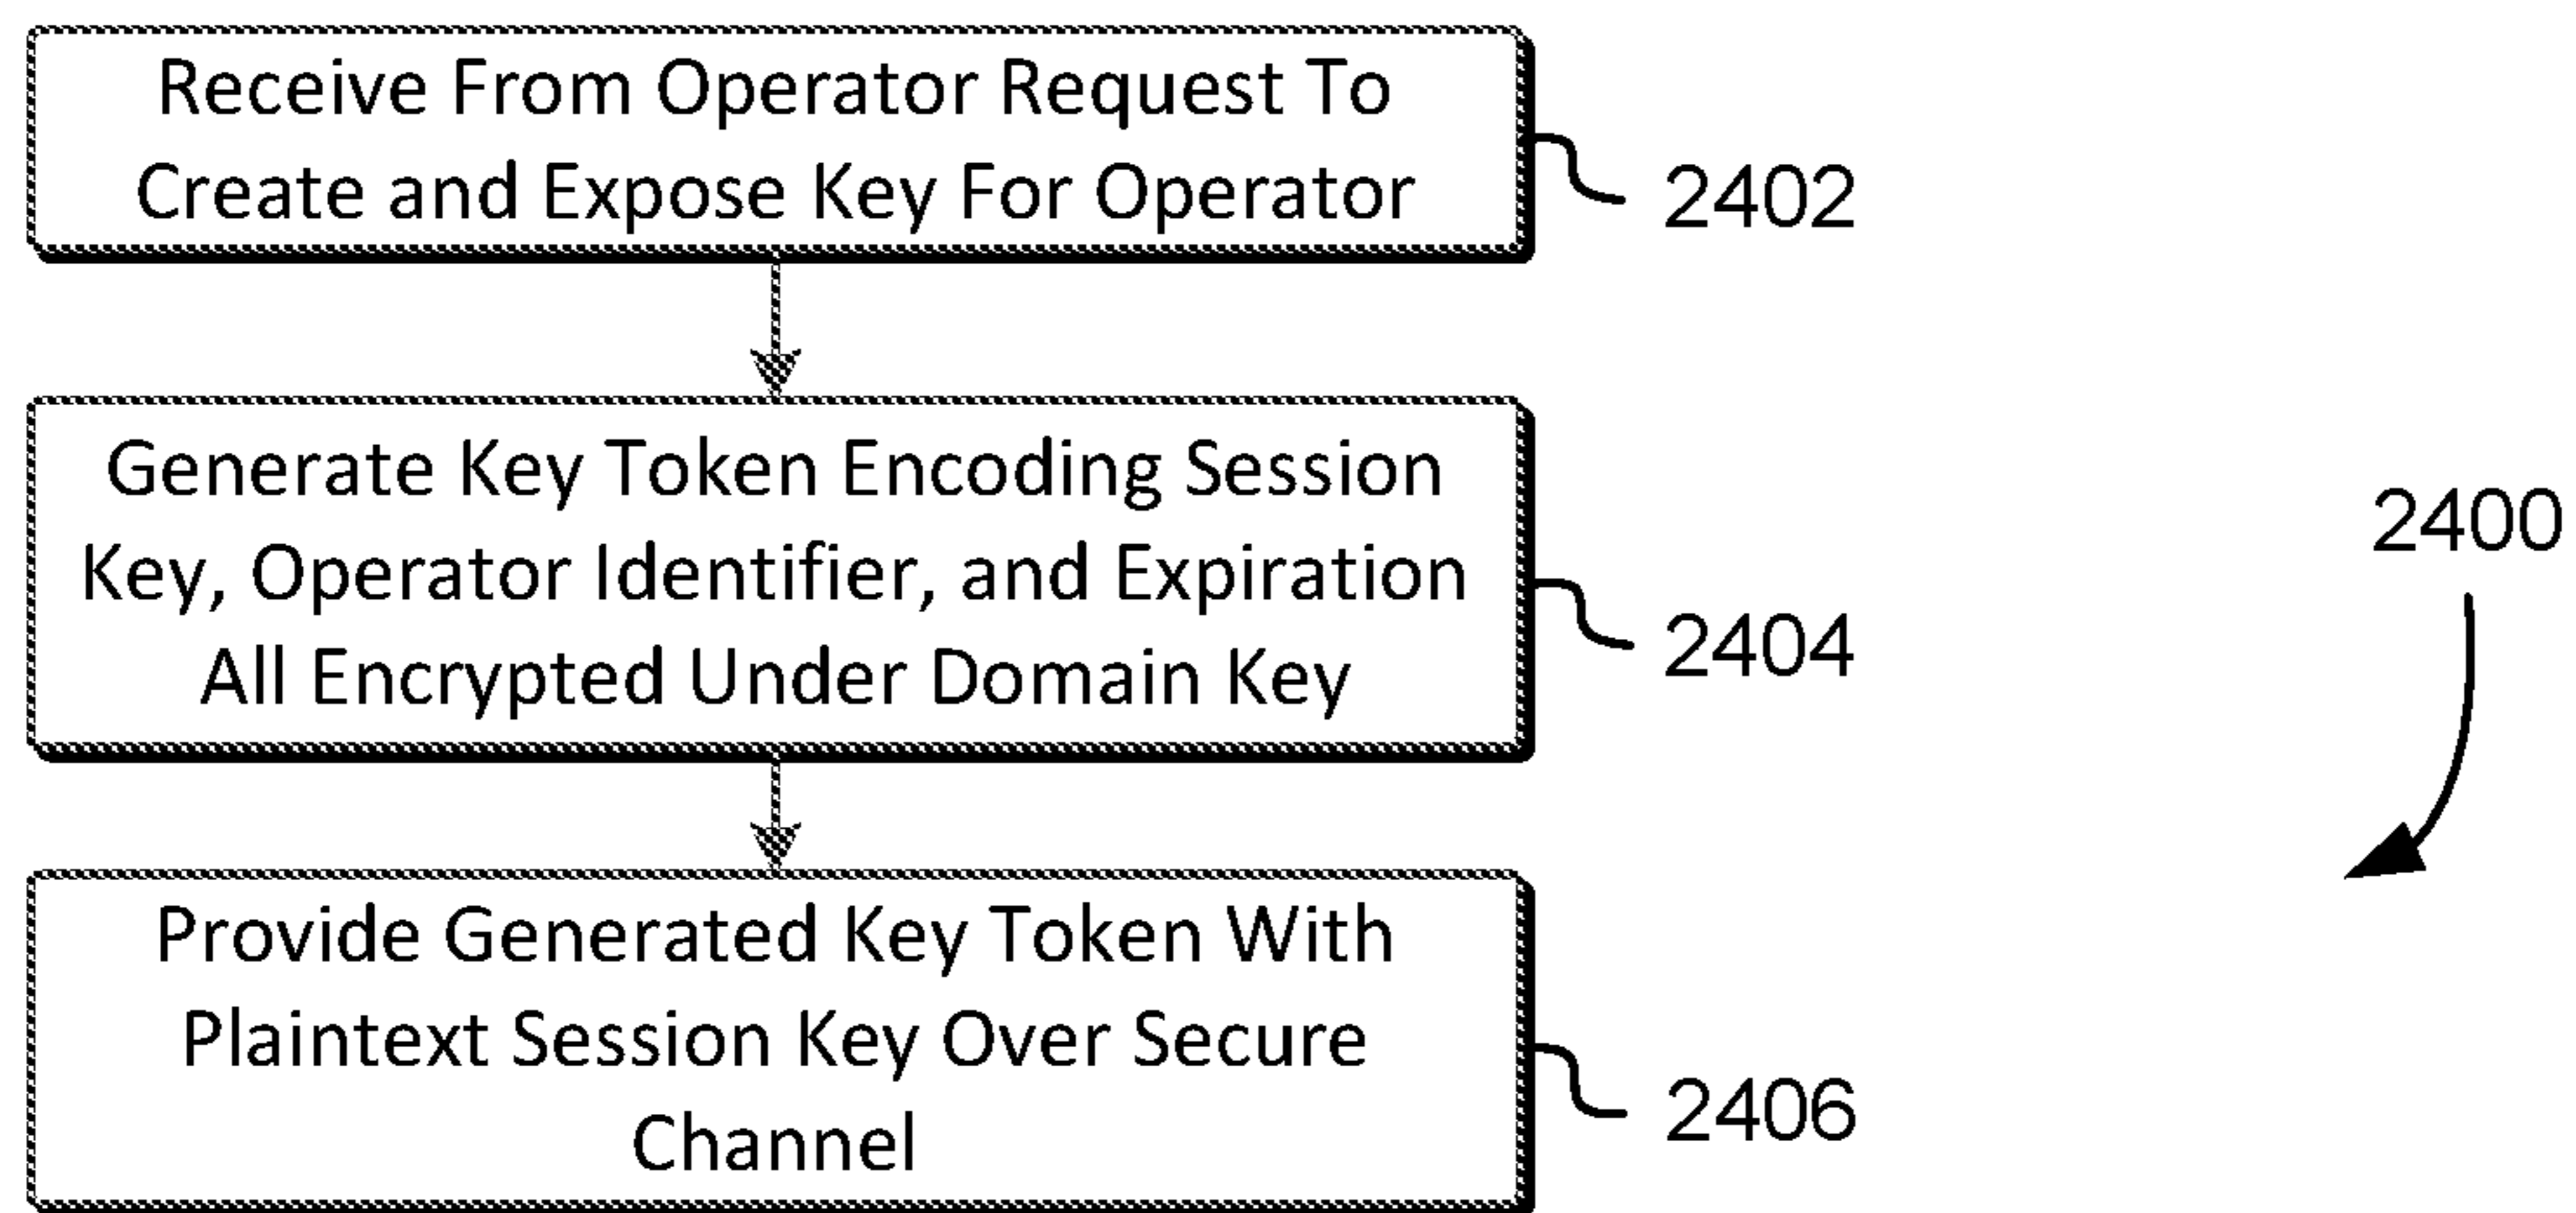 Receive From Operator Request To
Create and Expose Key For Operator
2402
Generate Key Token Encoding Session
Key, Operator Identifier, and Expiration
All Encrypted Under Domain Key
2404
2400
Provide Generated Key Token With
Plaintext Session Key Over Secure
Channel
2406